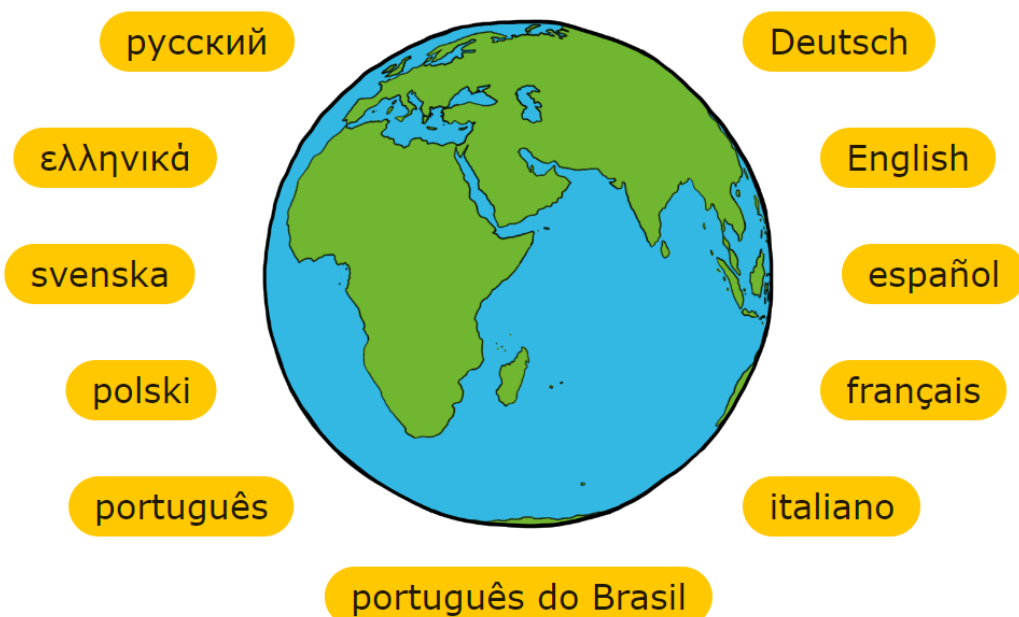 русский
Deutsch
ελληνικά
English
svenska
español
polski
français
português
italiano
português do Brasil